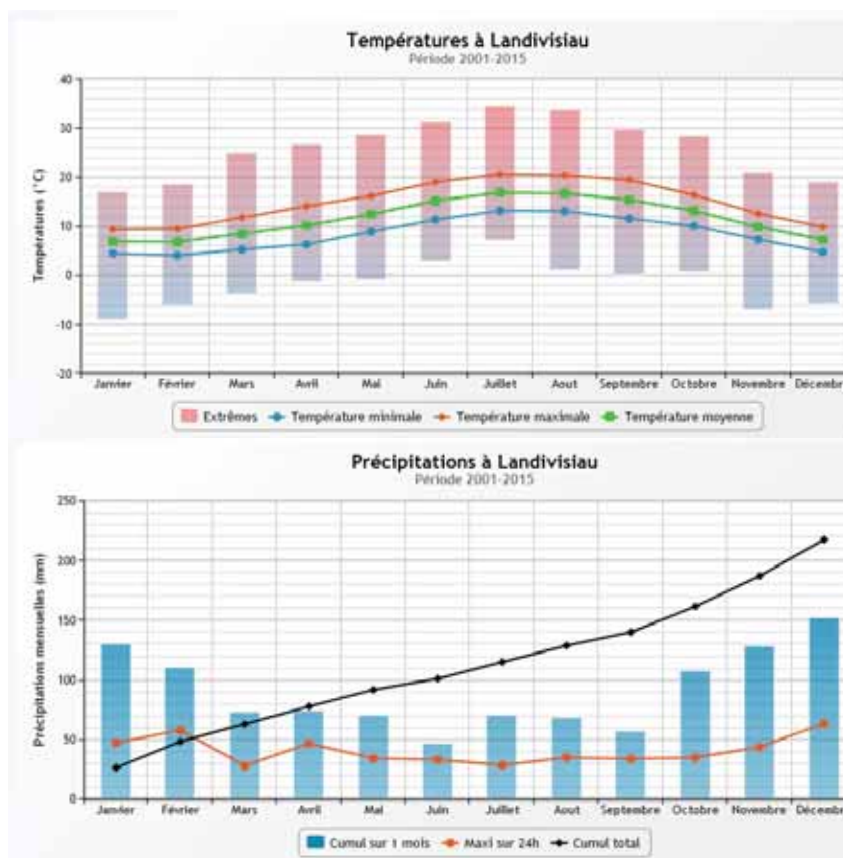 Températures à Landivisiau
Période 2001-2015
Températures (°C)
40
30
20
10
0
-10
-20
Janvier Février Mars Avril Mai Juin Juillet Aout Septembre Octobre Novembre Décembr
Extrêmes Température minimale Température maximale Température moyenne
Précipitations à Landivisiau
Période 2001-2015
Précipitations mensuelles (mm)
250
200
150
100
50
0
Janvier Février Mars Avril Mai Juin Juillet Aout Septembre Octobre Novembre Décembr
Cumul sur 1 mois Maxi sur 24h Cumul total